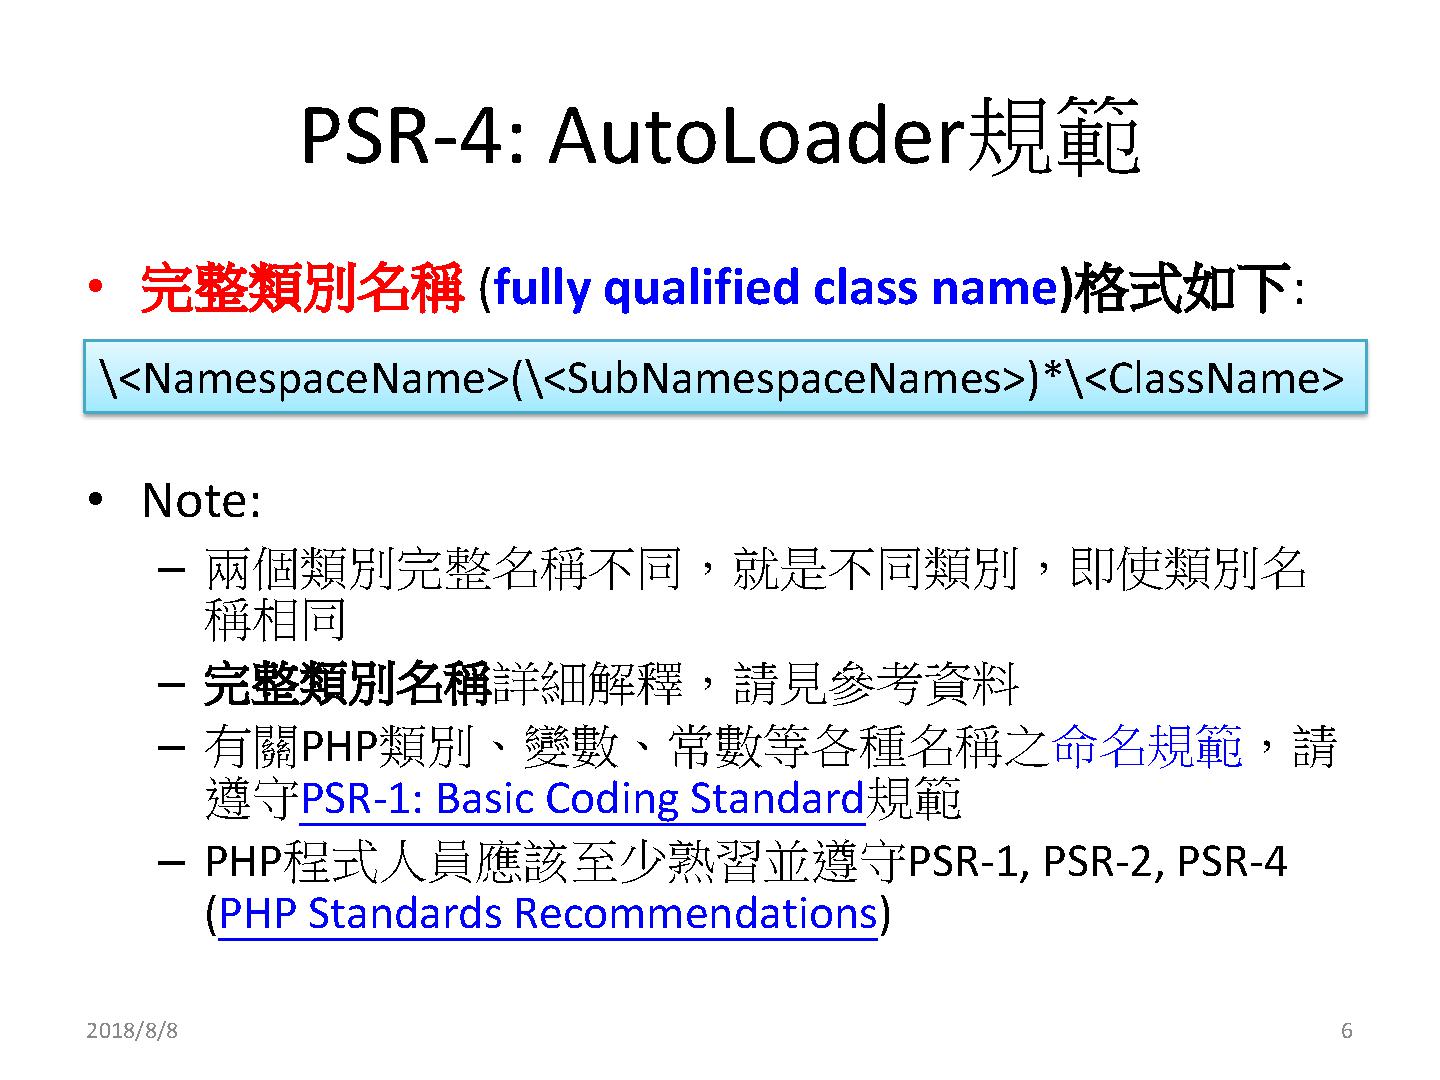 PSR-4: AutoLoader規範
• 完整類別名稱 (fully qualified class name)格式如下:
\<NamespaceName>(\<SubNamespaceNames>)*\<ClassName>
• Note:
– 兩個類別完整名稱不同，就是不同類別，即使類別名
稱相同
– 完整類別名稱詳細解釋，請見參考資料
– 有關PHP類別、變數、常數等各種名稱之命名規範，請
遵守PSR-1: Basic Coding Standard規範
– PHP程式人員應該至少熟習並遵守PSR-1, PSR-2, PSR-4
(PHP Standards Recommendations)
2018/8/8
6